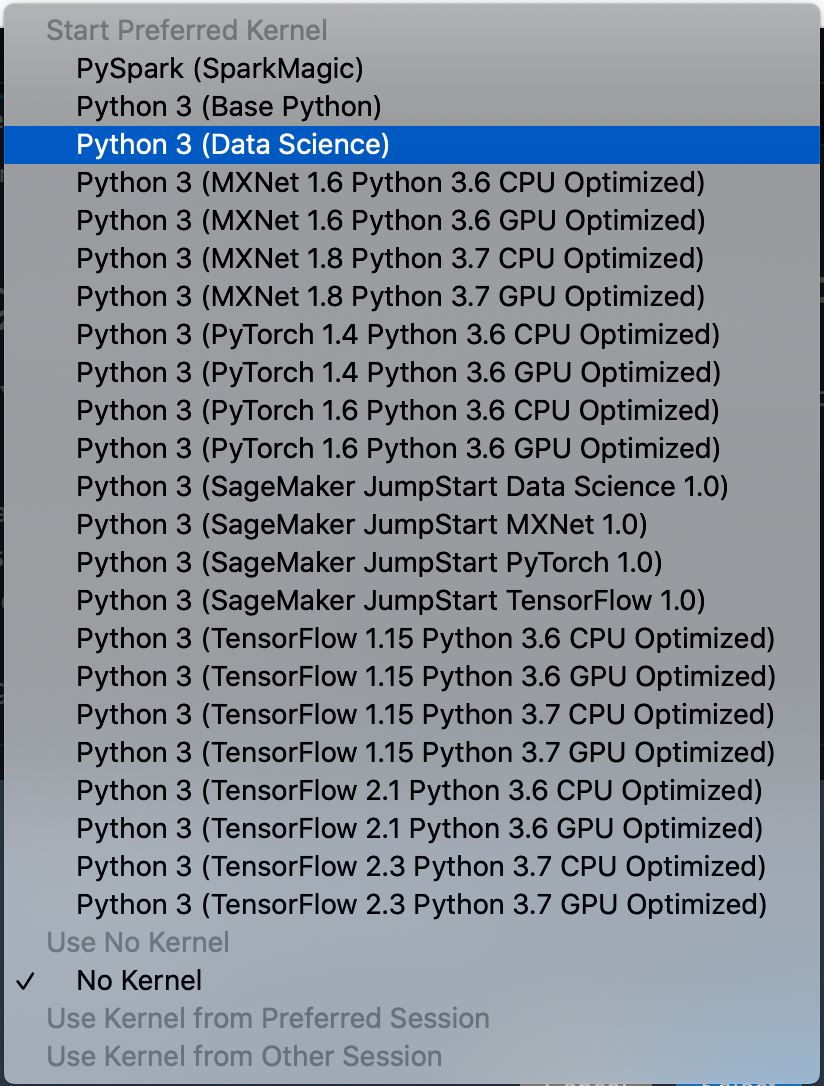 Start Preferred Kernel
PySpark (SparkMagic)
Python 3 (Base Python)
Python 3 (Data Science)
Python 3 (MXNet 1.6 Python 3.6 CPU Optimized)
Python 3 (MXNet 1.6 Python 3.6 GPU Optimized)
Python 3 (MXNet 1.8 Python 3.7 CPU Optimized)
Python 3 (MXNet 1.8 Python 3.7 GPU Optimized)
Python 3 (PyTorch 1.4 Python 3.6 CPU Optimized)
Python 3 (PyTorch 1.4 Python 3.6 GPU Optimized)
Python 3 (PyTorch 1.6 Python 3.6 CPU Optimized)
Python 3 (PyTorch 1.6 Python 3.6 GPU Optimized)
Python 3 (SageMaker JumpStart Data Science 1.0)
Python 3 (SageMaker JumpStart MXNet 1.0)
Python 3 (SageMaker JumpStart PyTorch 1.0)
Python 3 (SageMaker JumpStart TensorFlow 1.0)
Python 3 (TensorFlow 1.15 Python 3.6 CPU Optimized)
Python 3 (TensorFlow 1.15 Python 3.6 GPU Optimized)
Python 3 (TensorFlow 1.15 Python 3.7 CPU Optimized)
Python 3 (TensorFlow 1.15 Python 3.7 GPU Optimized)
Python 3 (TensorFlow 2.1 Python 3.6 CPU Optimized)
Python 3 (TensorFlow 2.1 Python 3.6 GPU Optimized)
Python 3 (TensorFlow 2.3 Python 3.7 CPU Optimized)
Python 3 (TensorFlow 2.3 Python 3.7 GPU Optimized)
Use No Kernel
✓ No Kernel
Use Kernel from Preferred Session
Use Kernel from Other Session